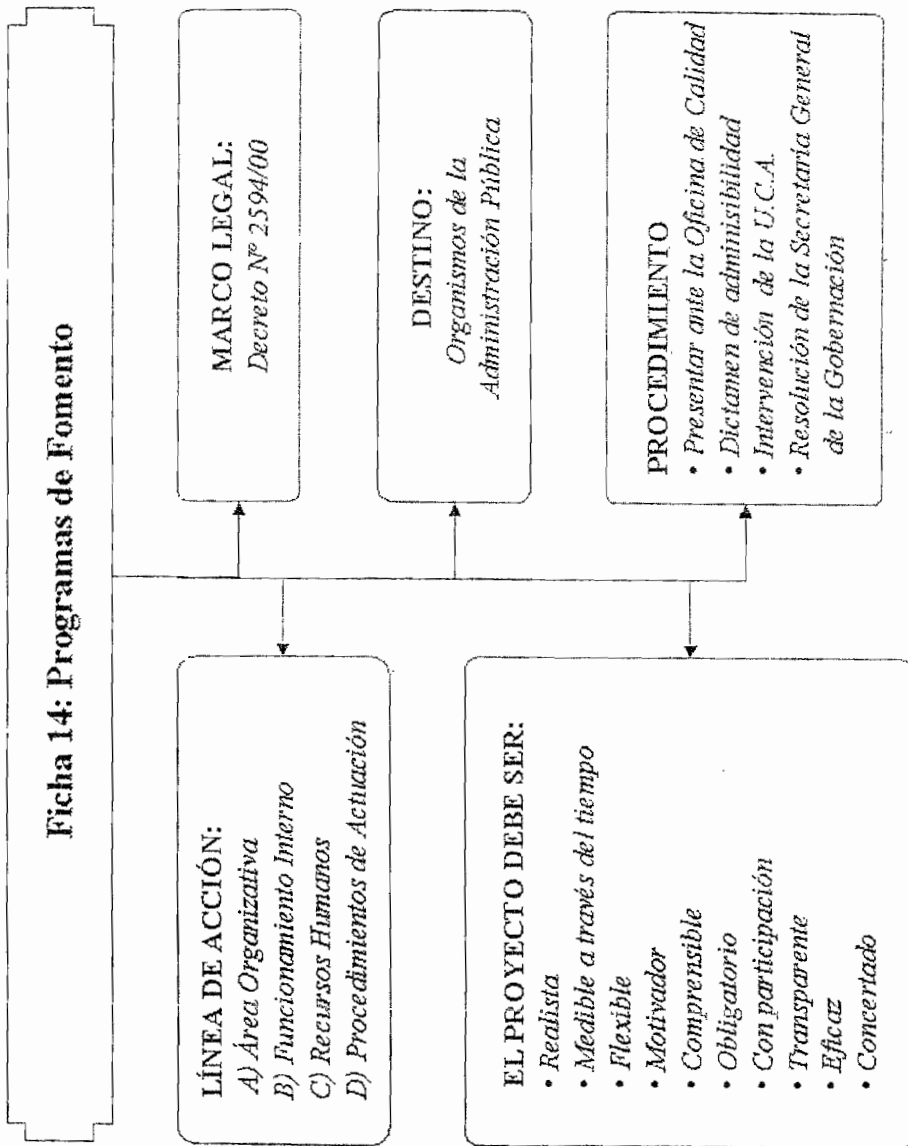 Ficha 14: Programas de Fomento
LÍNEA DE ACCIÓN:
A) Área Organizativa
B) Funcionamiento Interno
C) Recursos Humanos
D) Procedimientos de Actuación
EL PROYECTO DEBE SER:
• Realista
• Medible a través del tiempo
• Flexible
• Motivador
• Comprensible
• Obligatorio
• Con participación
• Transparente
• Eficaz
• Concertado
MARCO LEGAL:
Decreto Nº 2594/00
DESTINO:
Organismos de la
Administración Pública
PROCEDIMIENTO
• Presentar ante la Oficina de Calidad
• Dictamen de admisibilidad
• Intervención de la U.C.A.
• Resolución de la Secretaría General
de la Gobernación